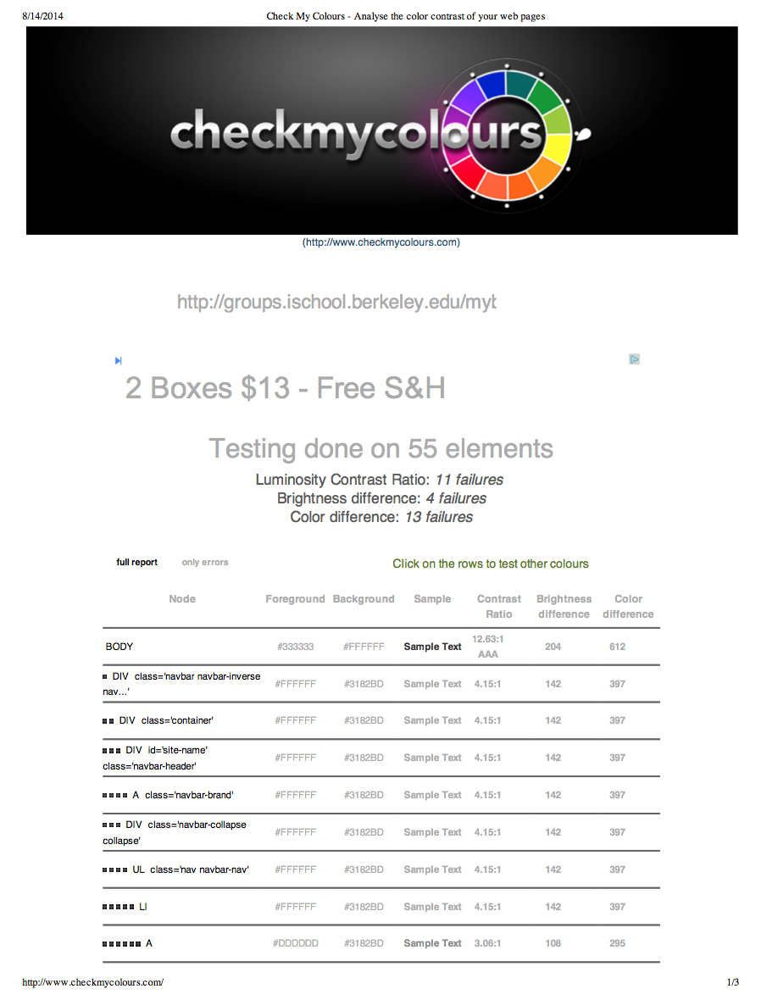 8/14/2014 Check My Colours - Analyse the color contrast of your web pages
checkmycolours
(http://www.checkmycolours.com)
http://groups.ischool.berkeley.edu/myt
2 Boxes $13 - Free S&H
Testing done on 55 elements
Luminosity Contrast Ratio: 11 failures
Brightness difference: 4 failures
Color difference: 13 failures
full report only errors Click on the rows to test other colours
Node Foreground Background Sample Contrast Ratio Brightness difference Color difference
BODY #333333 #FFFFFF Sample Text 12.63:1 AAA 204 612
DIV class='navbar navbar-inverse nav...' #FFFFFF #3182BD Sample Text 4.15:1 142 397
DIV class='container' #FFFFFF #3182BD Sample Text 4.15:1 142 397
DIV id='site-name' class='navbar-header' #FFFFFF #3182BD Sample Text 4.15:1 142 397
A class='navbar-brand' #FFFFFF #3182BD Sample Text 4.15:1 142 397
DIV class='navbar-collapse collapse' #FFFFFF #3182BD Sample Text 4.15:1 142 397
UL class='nav navbar-nav' #FFFFFF #3182BD Sample Text 4.15:1 142 397
LI #FFFFFF #3182BD Sample Text 4.15:1 142 397
A #DDDDDD #3182BD Sample Text 3.06:1 108 295
http://www.checkmycolours.com/ 1/3